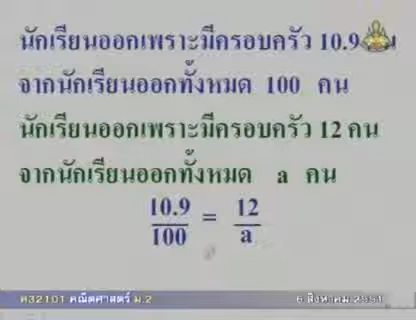 นักเรียนออกเพราะมีครอบครัว 10.9
จากนักเรียนออกทั้งหมด 100 คน
นักเรียนออกเพราะมีครอบครัว 12 คน
จากนักเรียนออกทั้งหมด a คน
10.9 = 12
100 a
ค32101 คณิตศาสตร์ ม.2
6 สิงหาคม 2551